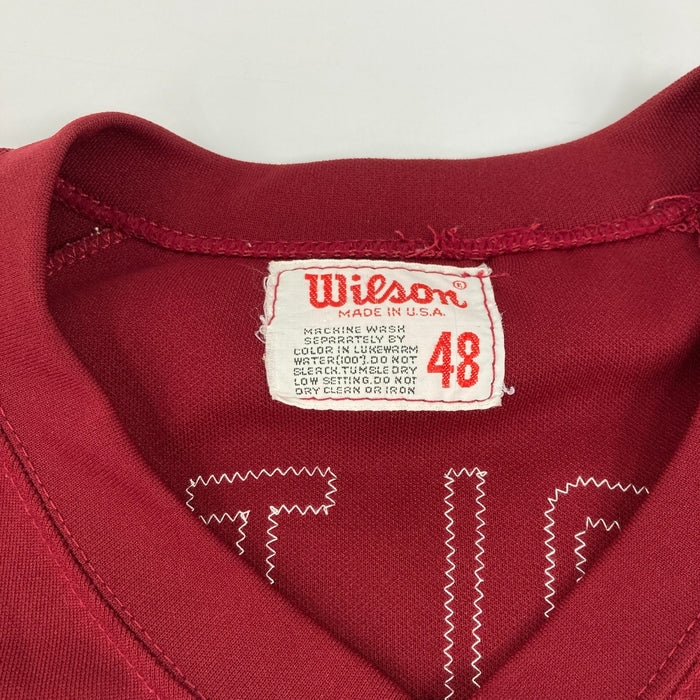 Wilson®
MADE IN U.S.A.
MACHINE WASH
SEPARATELY BY
COLOR IN LUKEWARM
WATER(100°). DO NOT
BLEACH. TUMBLE DRY
LOW SETTING. DO NOT
DRY CLEAN OR IRON
48